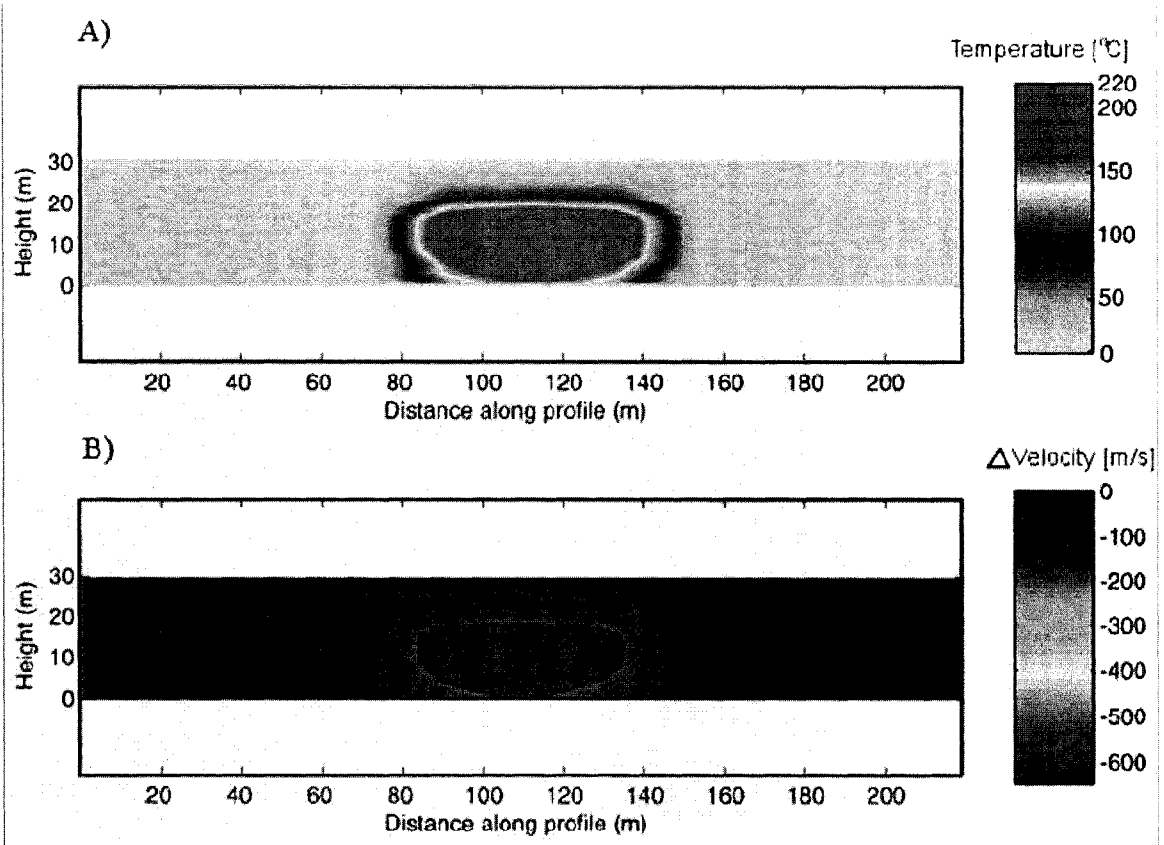 A)
Temperature [°C]
220
200
150
100
50
0
30
20
10
0
Height (m)
20 40 60 80 100 120 140 160 180 200
Distance along profile (m)
B)
ΔVelocity [m/s]
0
-100
-200
-300
-400
-500
-600
30
20
10
0
Height (m)
20 40 60 80 100 120 140 160 180 200
Distance along profile (m)